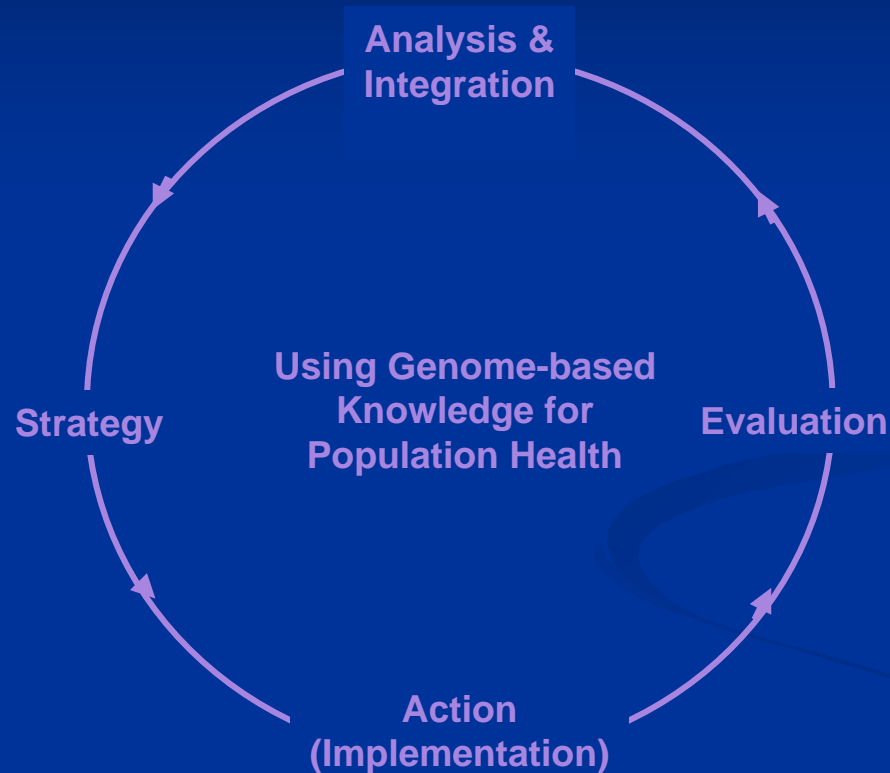 Analysis &
Integration
Using Genome-based
Knowledge for
Population Health
Strategy
Evaluation
Action
(Implementation)